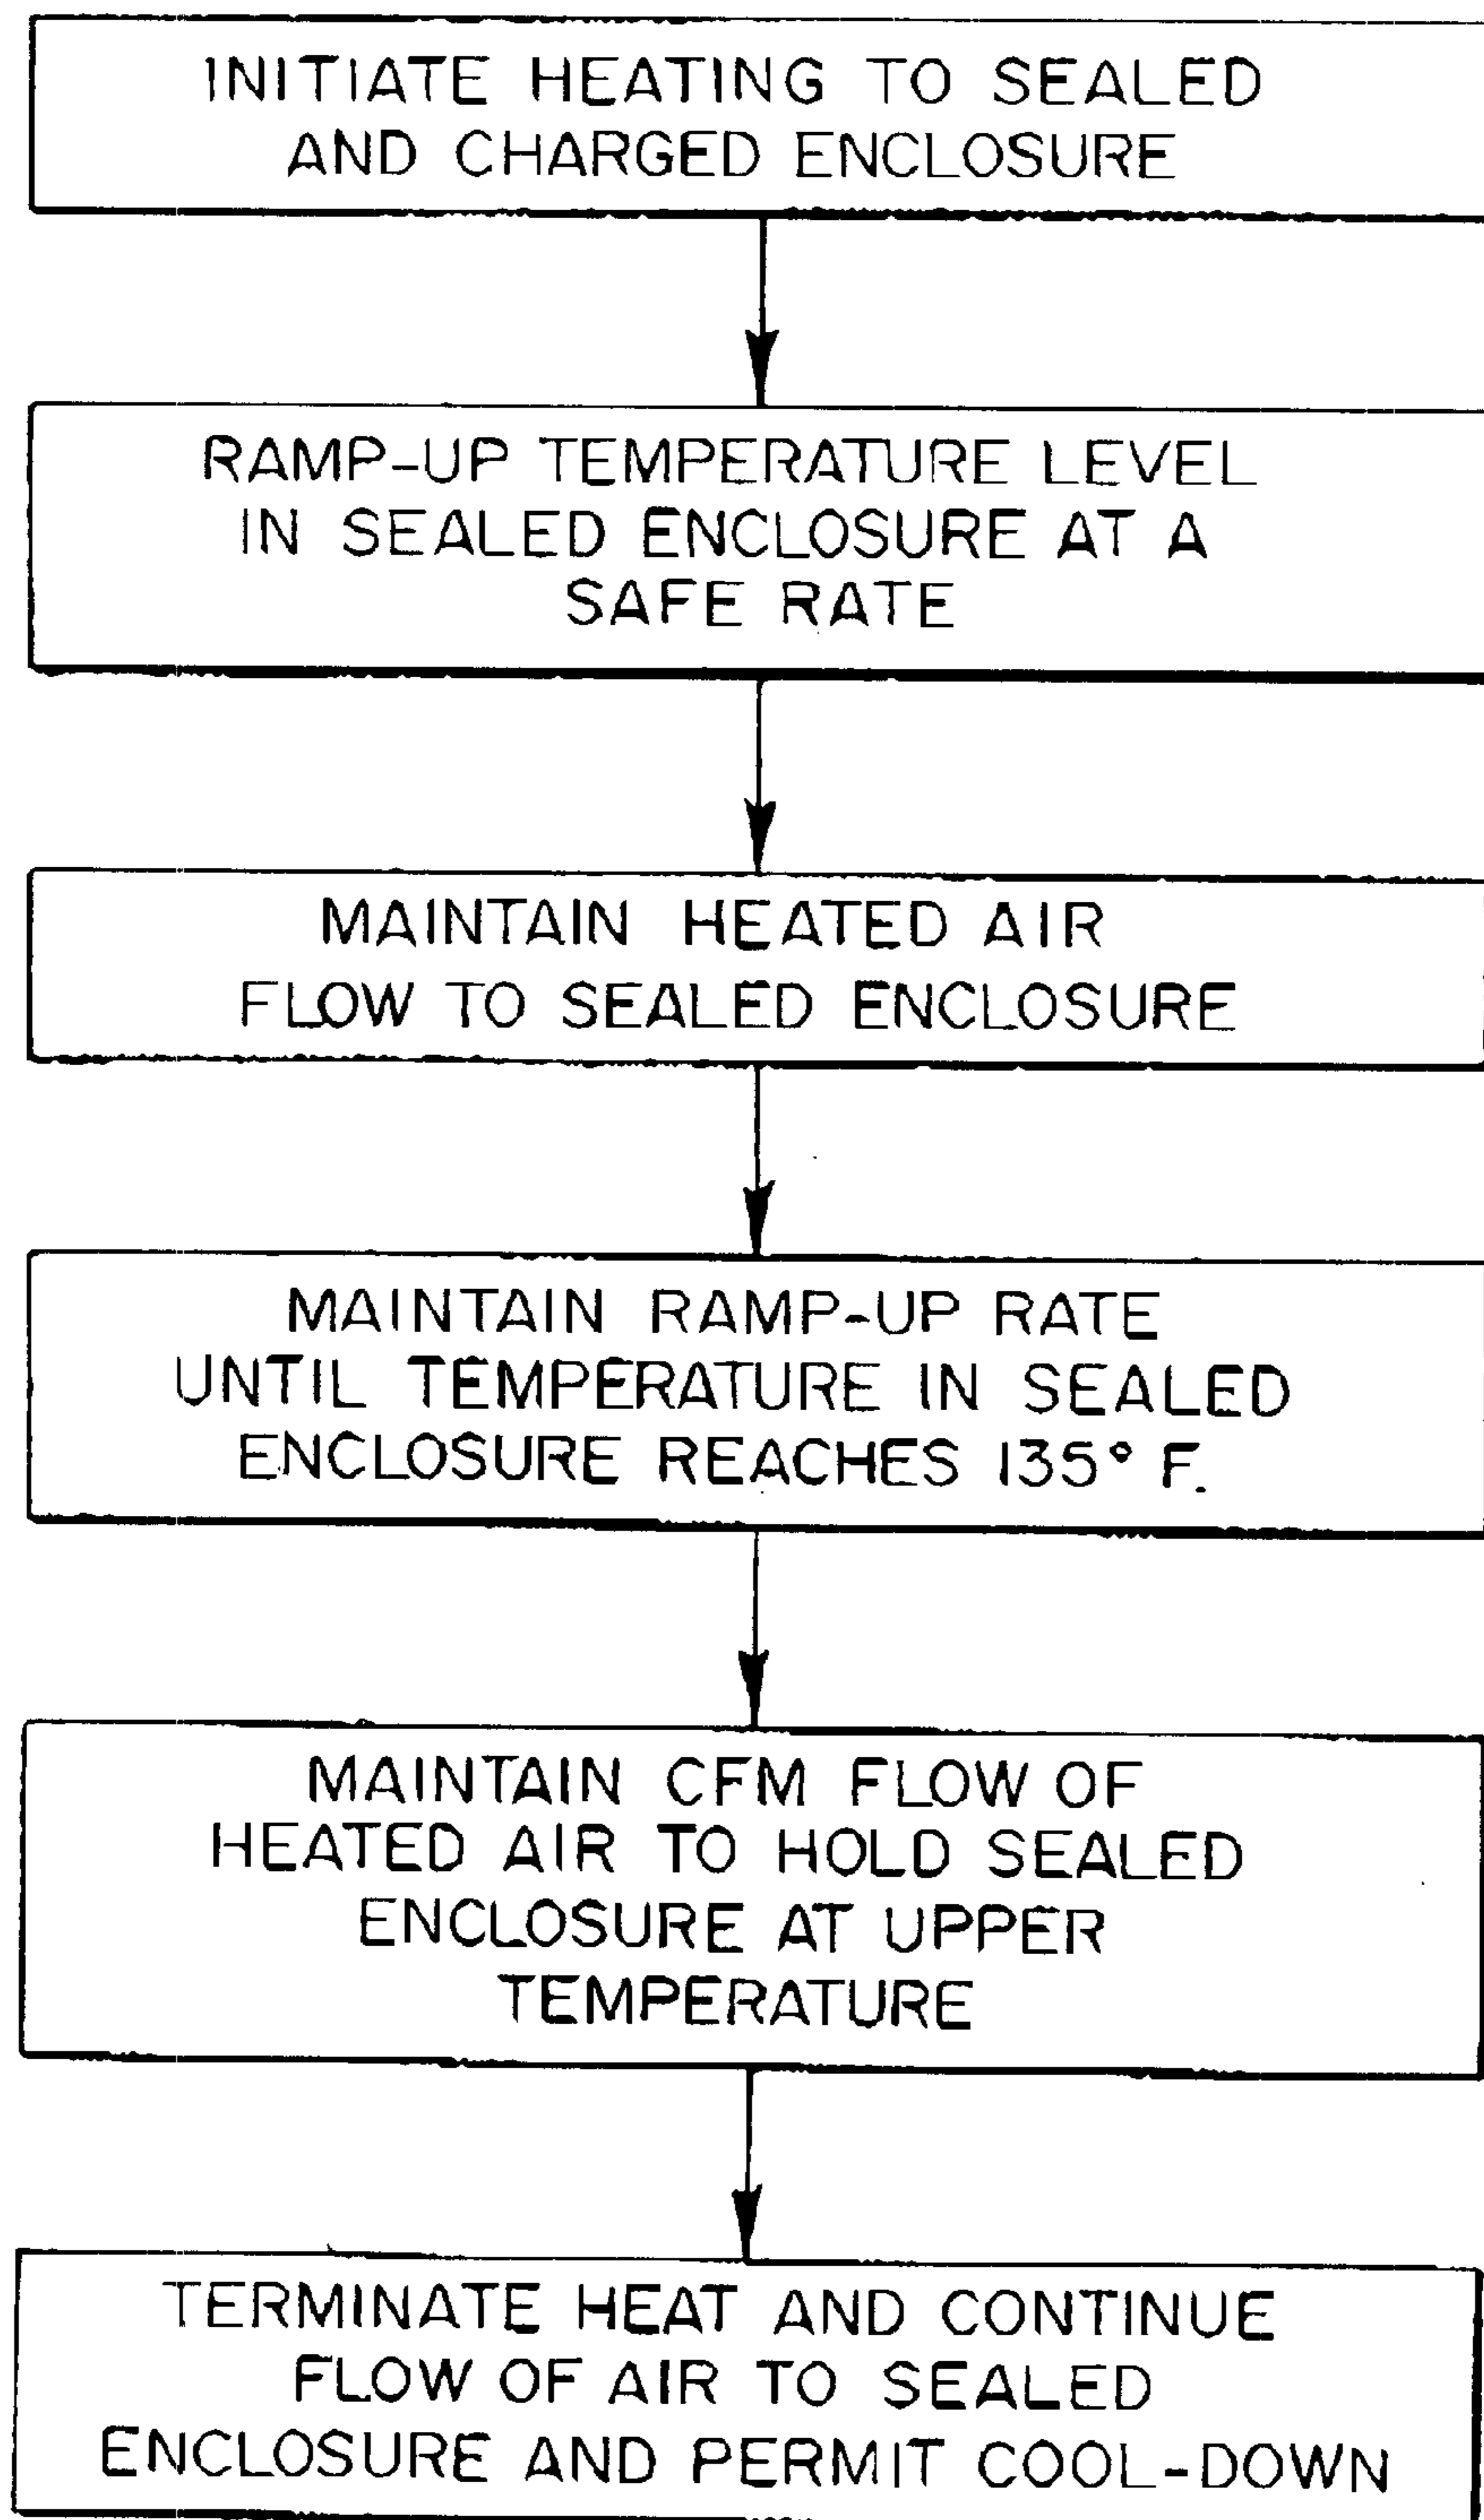 INITIATE HEATING TO SEALED
AND CHARGED ENCLOSURE
RAMP-UP TEMPERATURE LEVEL
IN SEALED ENCLOSURE AT A
SAFE RATE
MAINTAIN HEATED AIR
FLOW TO SEALED ENCLOSURE
MAINTAIN RAMP-UP RATE
UNTIL TEMPERATURE IN SEALED
ENCLOSURE REACHES 135° F.
MAINTAIN CFM FLOW OF
HEATED AIR TO HOLD SEALED
ENCLOSURE AT UPPER
TEMPERATURE
TERMINATE HEAT AND CONTINUE
FLOW OF AIR TO SEALED
ENCLOSURE AND PERMIT COOL-DOWN